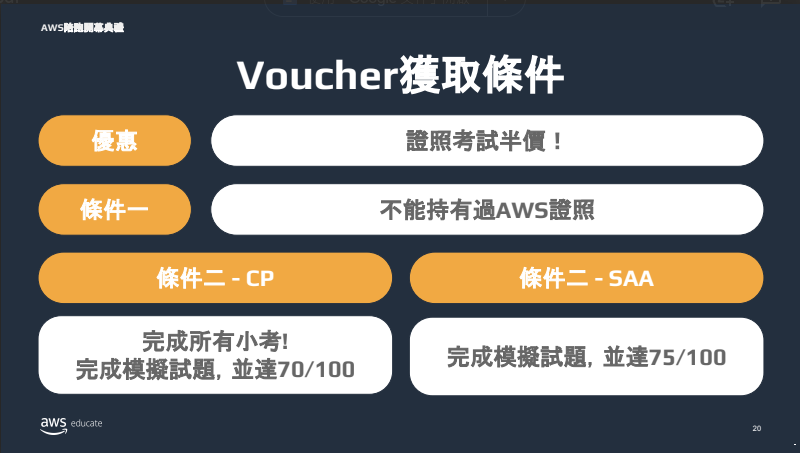 AWS陪跑開幕典禮
Voucher獲取條件
優惠
證照考試半價！
條件一
不能持有過AWS證照
條件二 - CP
條件二 - SAA
完成所有小考!
完成模擬試題, 並達70/100
完成模擬試題, 並達75/100
aws educate
20